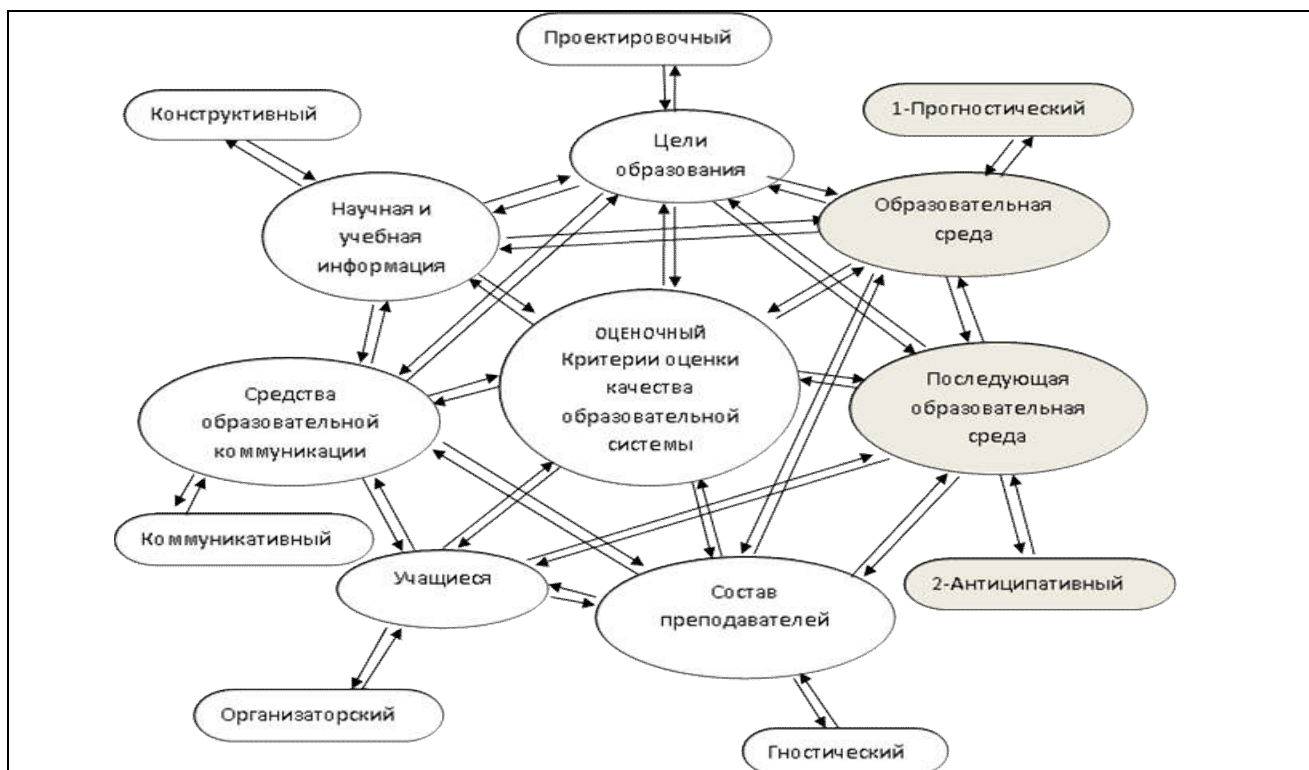 Проектировочный
Конструктивный
1-Прогностический
Цели
образования
Научная и
учебная
информация
Образовательная
среда
ОЦЕНОЧНЫЙ
Критерии оценки
качества
образовательной
системы
Средства
образовательной
коммуникации
Последующая
образовательная
среда
Коммуникативный
Учащиеся
Состав
преподавателей
2-Антиципативный
Организаторский
Гностический